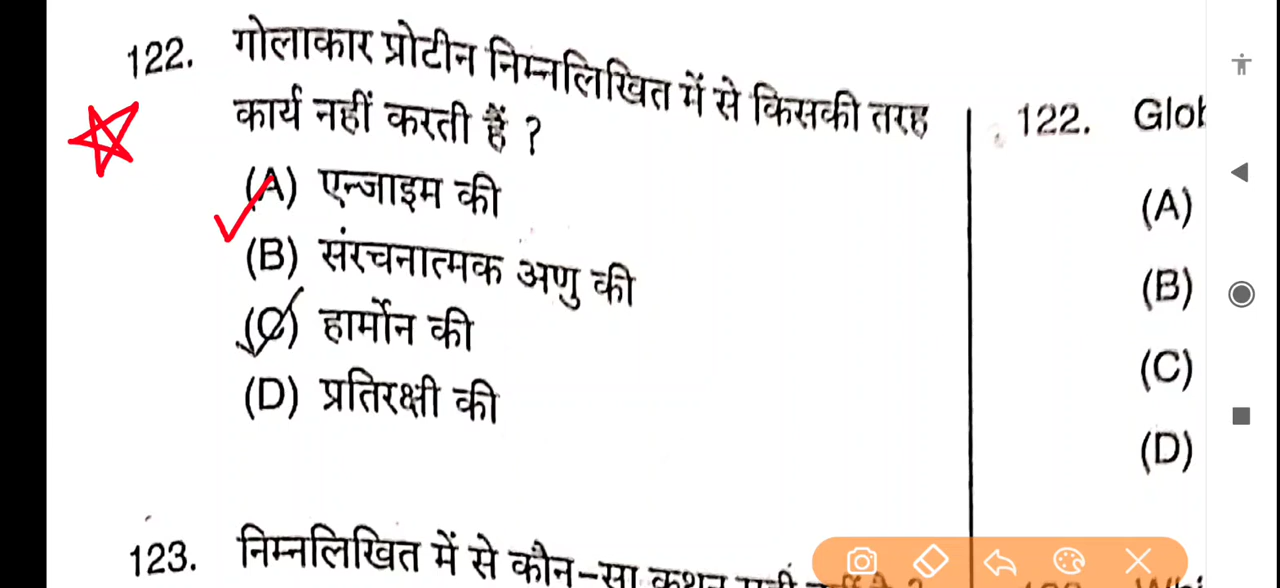 122. गोलाकार प्रोटीन निम्नलिखित में से किसकी तरह
कार्य नहीं करती हैं ?
(A) एन्जाइम की
(B) संरचनात्मक अणु की
(C) हार्मोन की
(D) प्रतिरक्षी की
123. निम्नलिखित में से कौन-सा कथन
122. Glob
(A)
(B)
(C)
(D)